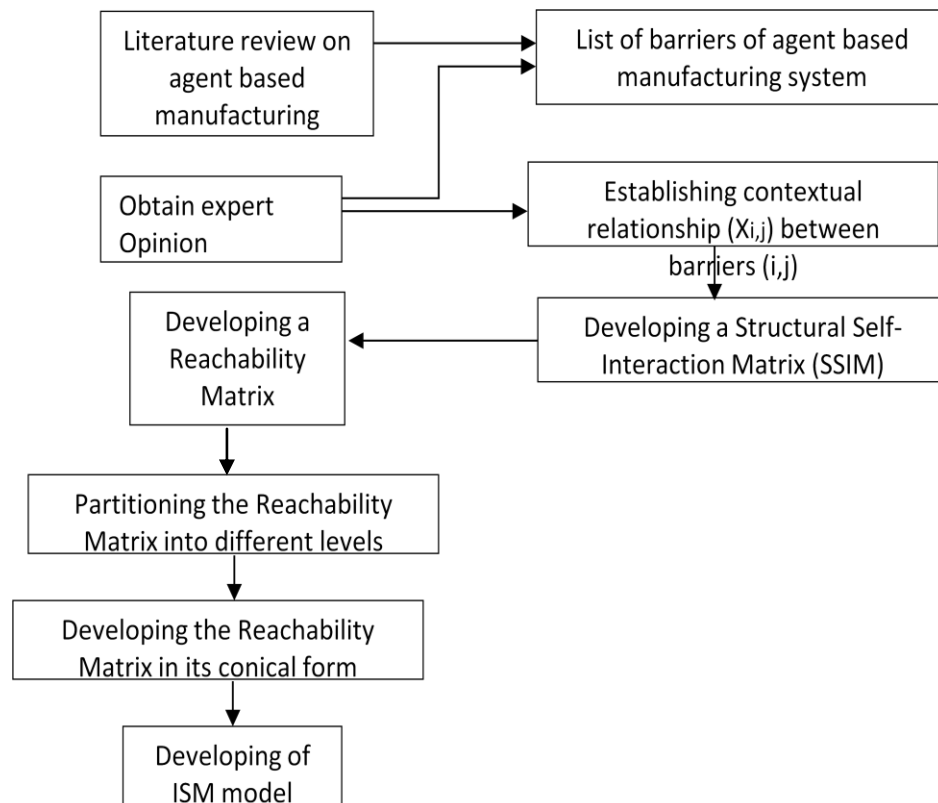 Literature review on
agent based
manufacturing
List of barriers of agent based
manufacturing system
Obtain expert
Opinion
Establishing contextual
relationship (Xi,j) between
barriers (i,j)
Developing a
Reachability
Matrix
Developing a Structural Self-
Interaction Matrix (SSIM)
Partitioning the Reachability
Matrix into different levels
Developing the Reachability
Matrix in its conical form
Developing of
ISM model